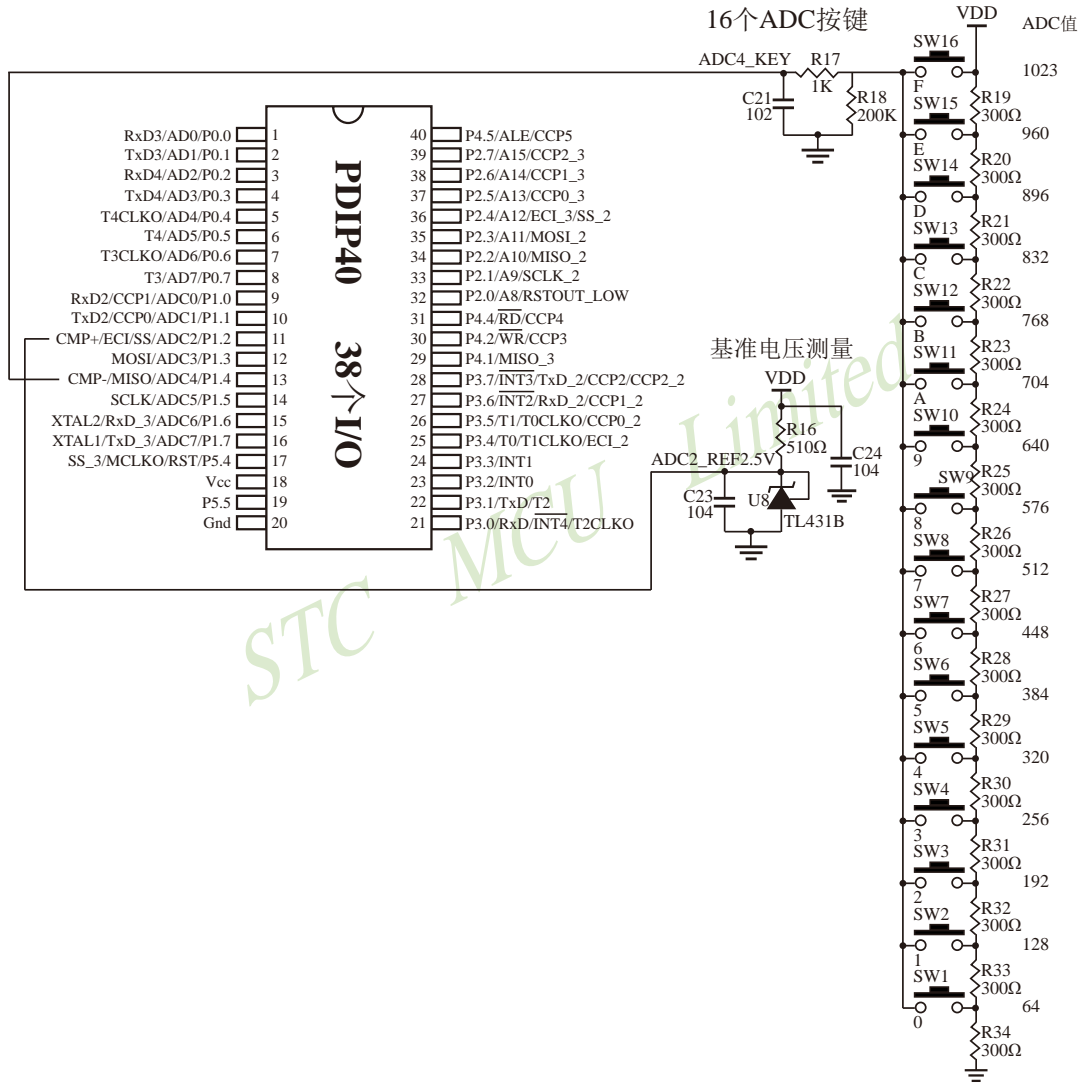 16个ADC按键
VDD
ADC值
ADC4_KEY
R17
1K
C21
102
R18
200K
SW16
F
1023
R19
300Ω
SW15
E
960
R20
300Ω
SW14
D
896
R21
300Ω
SW13
C
832
R22
300Ω
SW12
B
768
R23
300Ω
SW11
A
704
R24
300Ω
SW10
9
640
R25
300Ω
SW9
8
576
R26
300Ω
SW8
7
512
R27
300Ω
SW7
6
448
R28
300Ω
SW6
5
384
R29
300Ω
SW5
4
320
R30
300Ω
SW4
3
256
R31
300Ω
SW3
2
192
R32
300Ω
SW2
1
128
R33
300Ω
SW1
0
64
R34
300Ω
PDIP40 38个I/O
RxD3/AD0/P0.0 1
TxD3/AD1/P0.1 2
RxD4/AD2/P0.2 3
TxD4/AD3/P0.3 4
T4CLKO/AD4/P0.4 5
T4/AD5/P0.5 6
T3CLKO/AD6/P0.6 7
T3/AD7/P0.7 8
RxD2/CCP1/ADC0/P1.0 9
TxD2/CCP0/ADC1/P1.1 10
CMP+/ECI/SS/ADC2/P1.2 11
MOSI/ADC3/P1.3 12
CMP-/MISO/ADC4/P1.4 13
SCLK/ADC5/P1.5 14
XTAL2/RxD_3/ADC6/P1.6 15
XTAL1/TxD_3/ADC7/P1.7 16
SS_3/MCLKO/RST/P5.4 17
Vcc 18
P5.5 19
Gnd 20
40 P4.5/ALE/CCP5
39 P2.7/A15/CCP2_3
38 P2.6/A14/CCP1_3
37 P2.5/A13/CCP0_3
36 P2.4/A12/ECI_3/SS_2
35 P2.3/A11/MOSI_2
34 P2.2/A10/MISO_2
33 P2.1/A9/SCLK_2
32 P2.0/A8/RSTOUT_LOW
31 P4.4/RD/CCP4
30 P4.2/WR/CCP3
29 P4.1/MISO_3
28 P3.7/INT3/TxD_2/CCP2/CCP2_2
27 P3.6/INT2/RxD_2/CCP1_2
26 P3.5/T1/T0CLKO/CCP0_2
25 P3.4/T0/T1CLKO/ECI_2
24 P3.3/INT1
23 P3.2/INT0
22 P3.1/TxD/T2
21 P3.0/RxD/INT4/T2CLKO
基准电压测量
VDD
R16
510Ω
C24
104
ADC2_REF2.5V
C23
104
U8
TL431B
STC MCU Limited